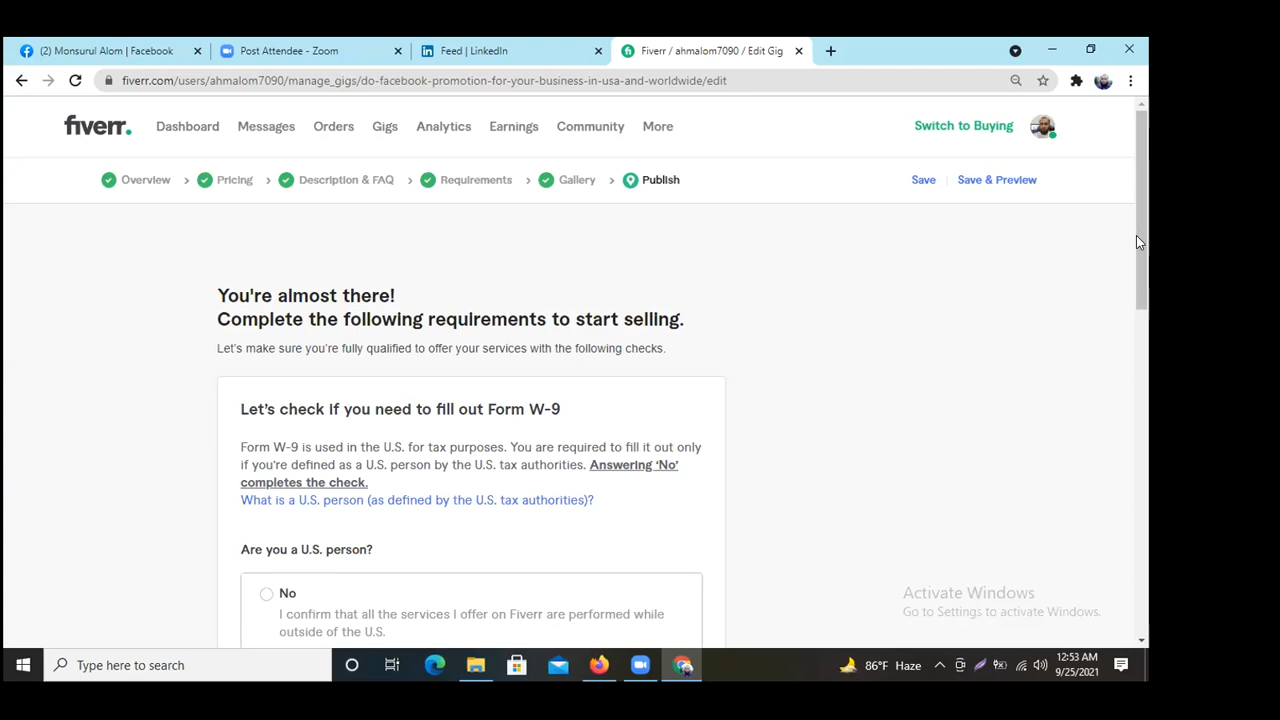 (2) Monsurul Alom | Facebook
Post Attendee - Zoom
Feed | LinkedIn
Fiverr / ahmalom7090 / Edit Gig
fiverr.com/users/ahmalom7090/manage_gigs/do-facebook-promotion-for-your-business-in-usa-and-worldwide/edit
fiverr.
Dashboard
Messages
Orders
Gigs
Analytics
Earnings
Community
More
Switch to Buying
Overview
Pricing
Description & FAQ
Requirements
Gallery
Publish
Save
Save & Preview
You're almost there!
Complete the following requirements to start selling.
Let's make sure you're fully qualified to offer your services with the following checks.
Let's check if you need to fill out Form W-9
Form W-9 is used in the U.S. for tax purposes. You are required to fill it out only
if you're defined as a U.S. person by the U.S. tax authorities. Answering 'No'
completes the check.
What is a U.S. person (as defined by the U.S. tax authorities)?
Are you a U.S. person?
No
I confirm that all the services I offer on Fiverr are performed while
outside of the U.S.
Activate Windows
Go to Settings to activate Windows.
Type here to search
86°F Haze
12:53 AM
9/25/2021